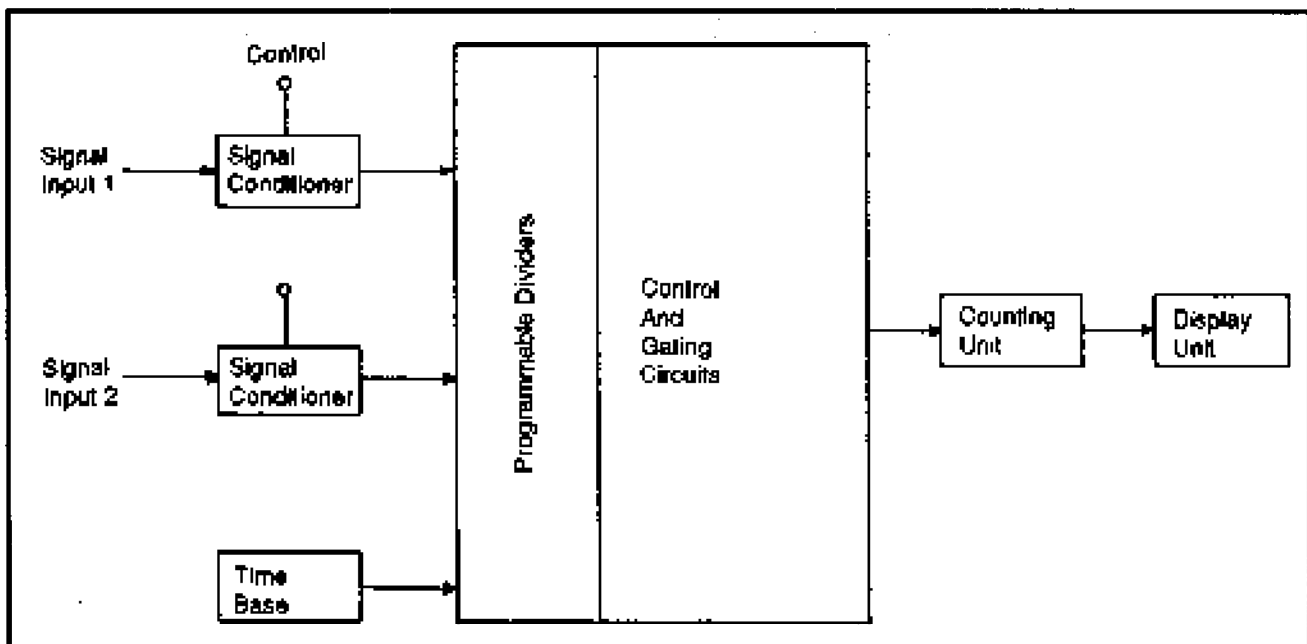 Control
Signal
Input 1
Signal
Conditioner
Signal
Input 2
Signal
Conditioner
Time
Base
Programmable Dividers
Control
And
Gating
Circuits
Counting
Unit
Display
Unit